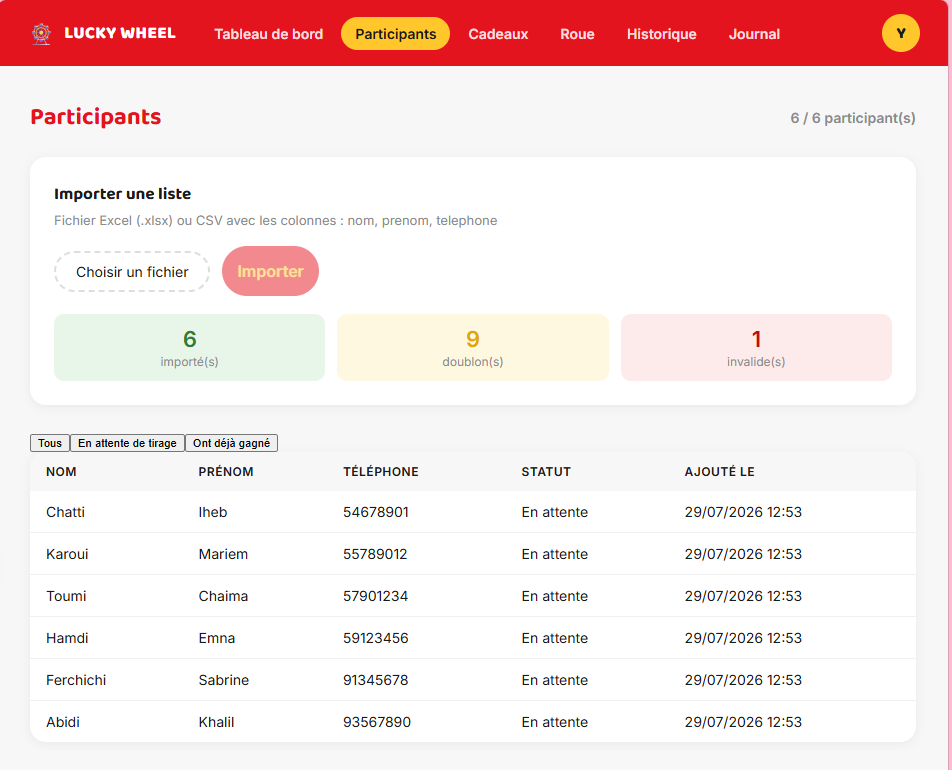 LUCKY WHEEL Tableau de bord Participants Cadeaux Roue Historique Journal Y
Participants 6 / 6 participant(s)
Importer une liste
Fichier Excel (.xlsx) ou CSV avec les colonnes : nom, prenom, telephone
Choisir un fichier Importer
6 9 1
importé(s) doublon(s) invalide(s)
Tous En attente de tirage Ont déjà gagné
NOM PRÉNOM TÉLÉPHONE STATUT AJOUTÉ LE
Chatti Iheb 54678901 En attente 29/07/2026 12:53
Karoui Mariem 55789012 En attente 29/07/2026 12:53
Toumi Chaima 57901234 En attente 29/07/2026 12:53
Hamdi Emna 59123456 En attente 29/07/2026 12:53
Ferchichi Sabrine 91345678 En attente 29/07/2026 12:53
Abidi Khalil 93567890 En attente 29/07/2026 12:53